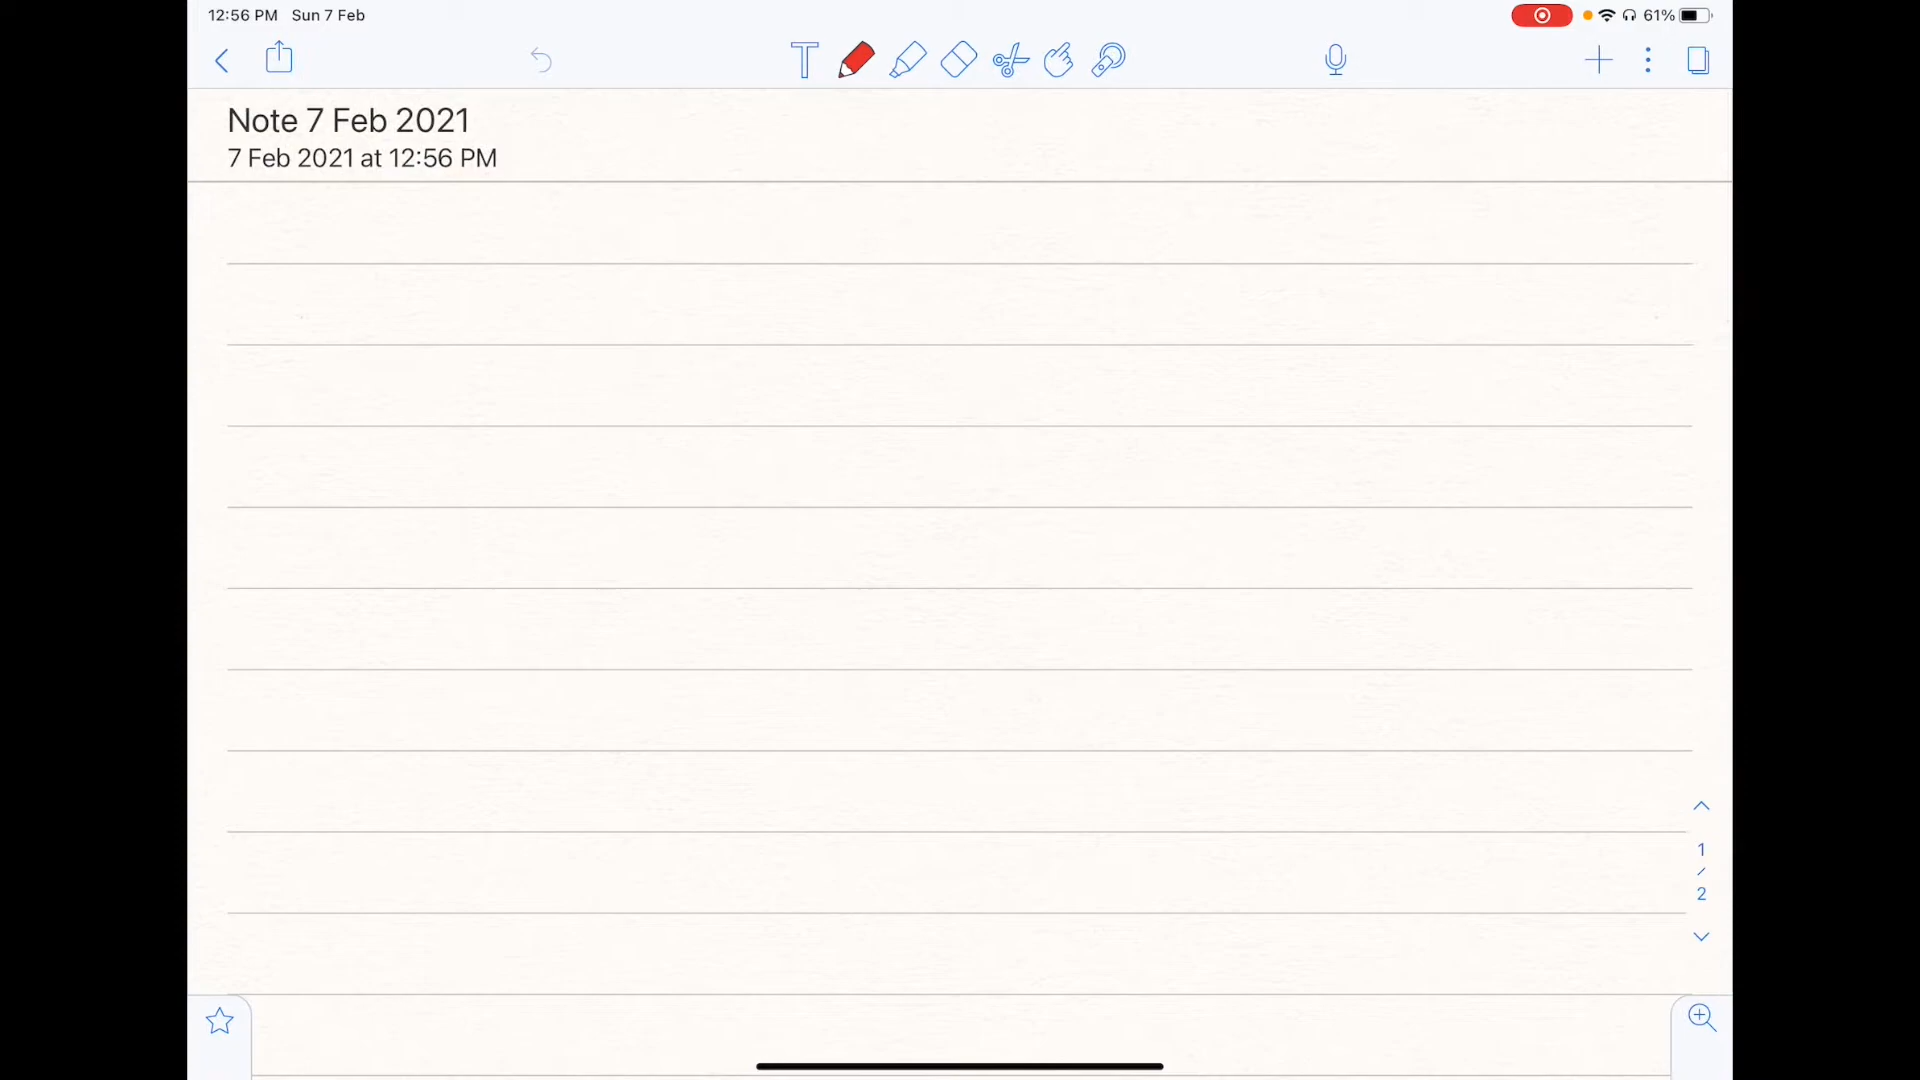 12:56 PM Sun 7 Feb
61%
T
Note 7 Feb 2021
7 Feb 2021 at 12:56 PM
1
/
2